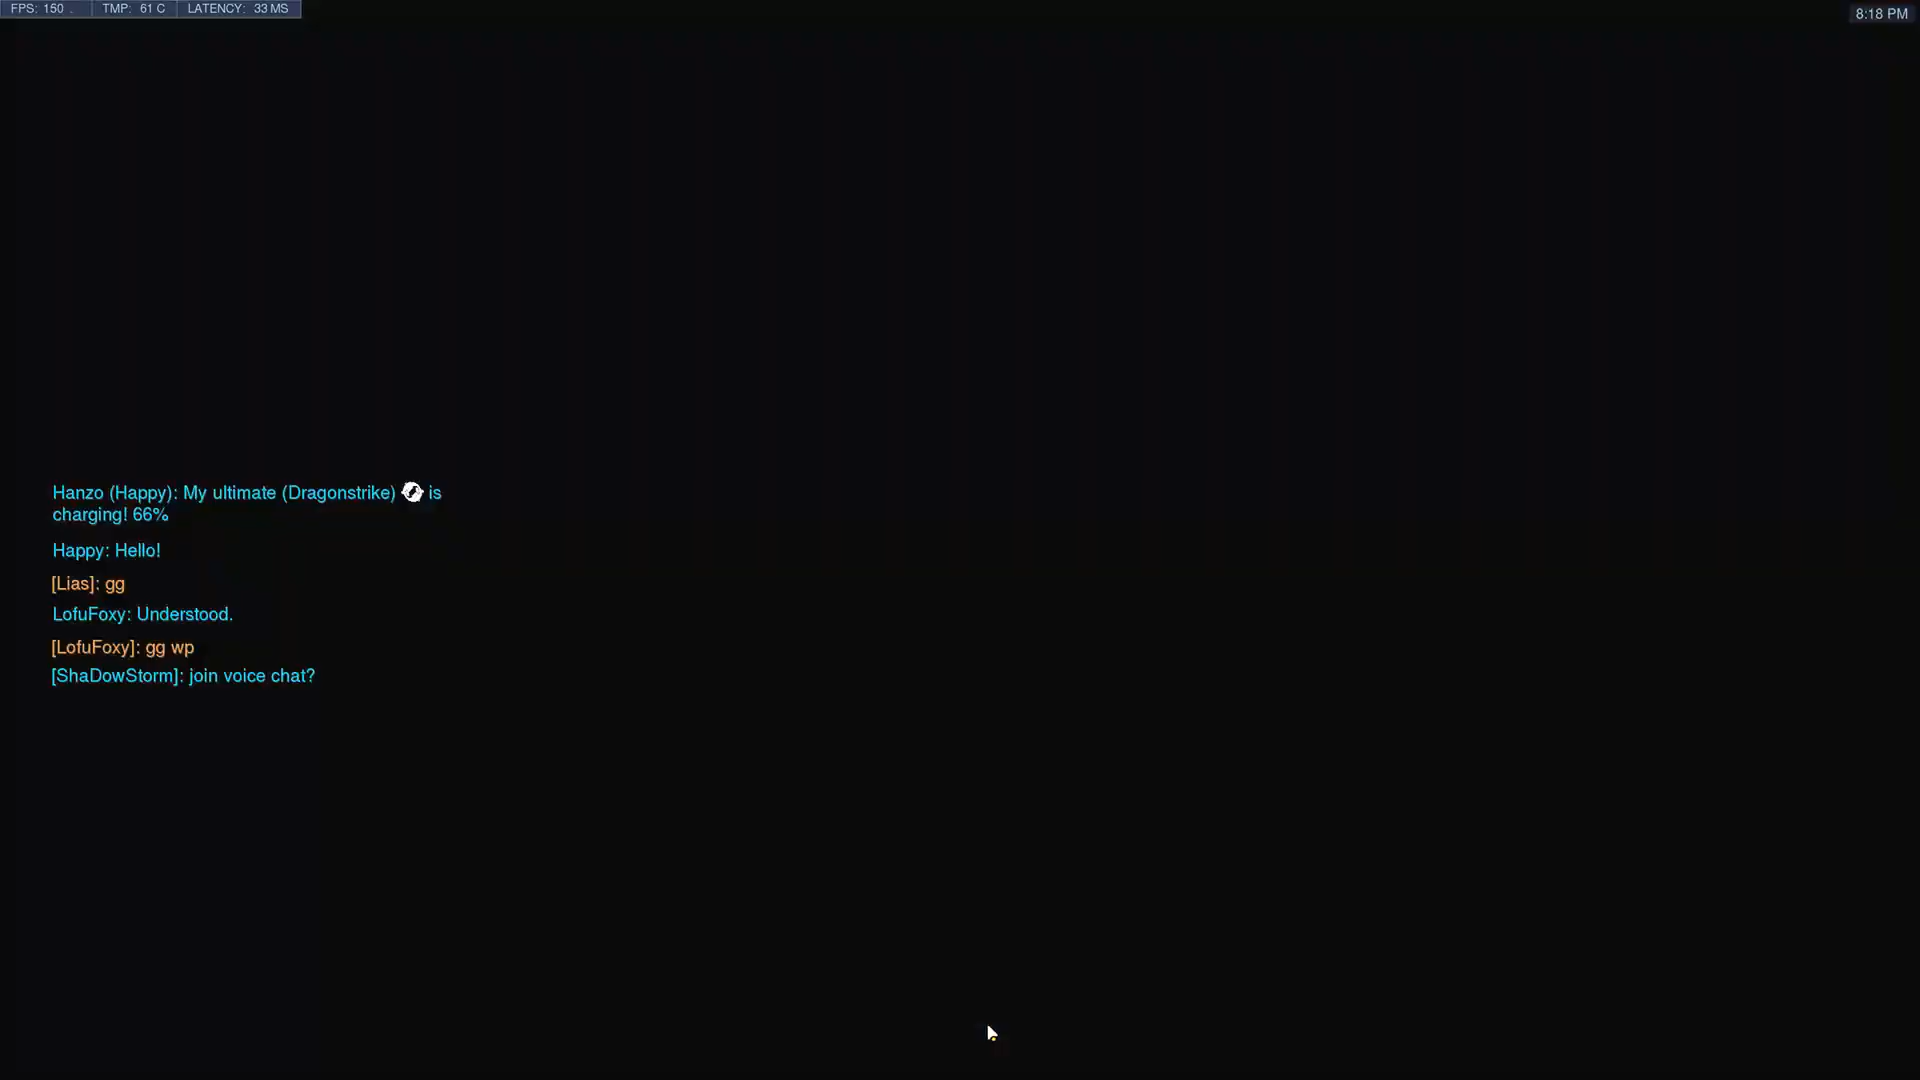 FPS: 150 TMP: 61 C LATENCY: 33 MS
8:18 PM
Hanzo (Happy): My ultimate (Dragonstrike) is
charging! 66%
Happy: Hello!
[Lias]: gg
LofuFoxy: Understood.
[LofuFoxy]: gg wp
[ShaDowStorm]: join voice chat?